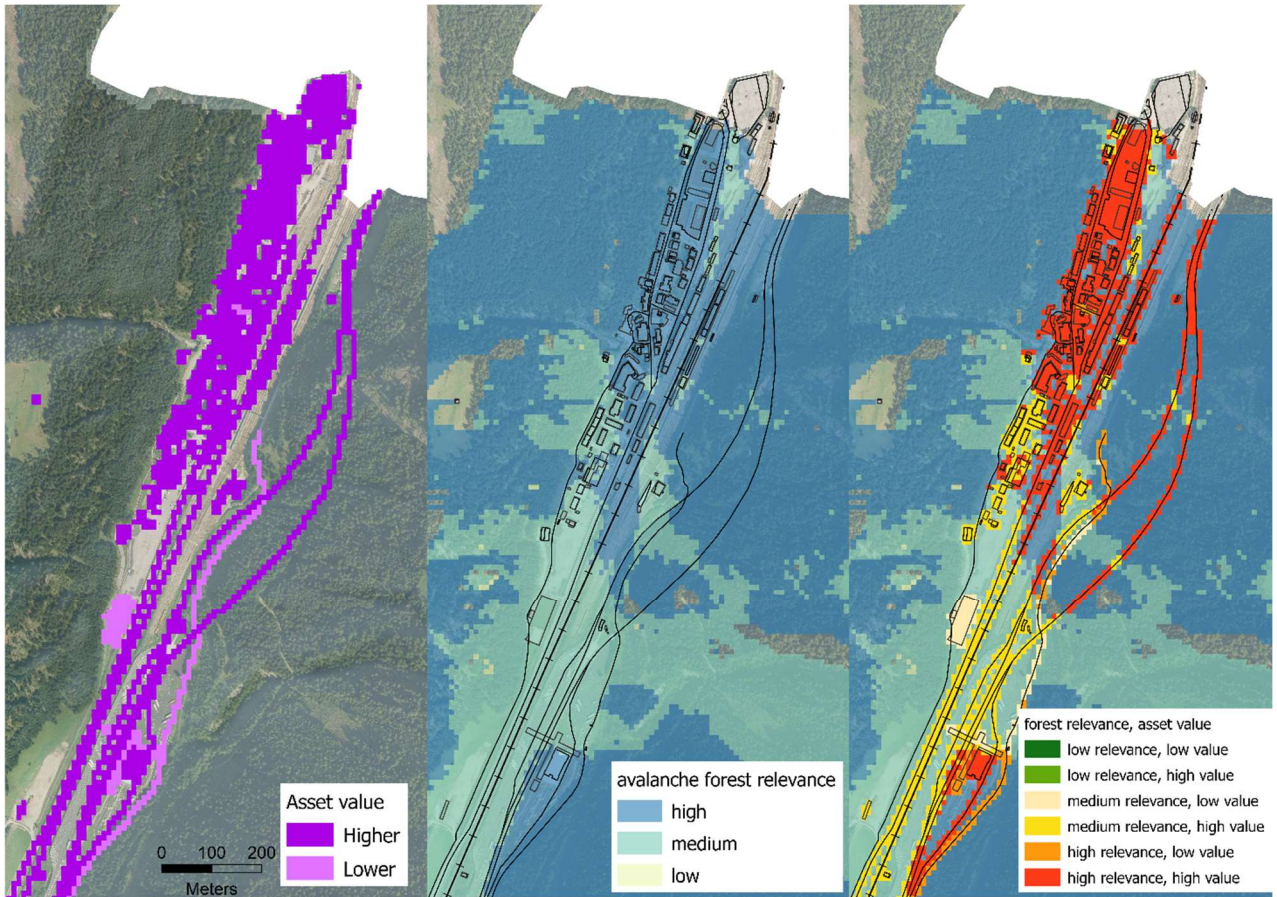 Asset value
Higher
Lower
0 100 200
Meters
avalanche forest relevance
high
medium
low
forest relevance, asset value
low relevance, low value
low relevance, high value
medium relevance, low value
medium relevance, high value
high relevance, low value
high relevance, high value